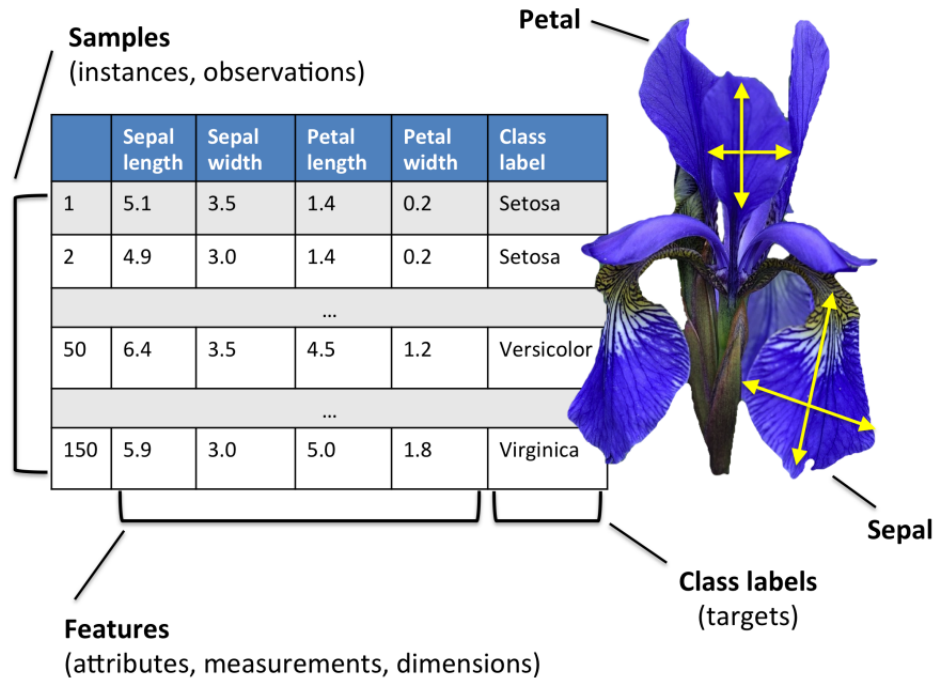 Samples
(instances, observations)
Petal
Sepal length Sepal width Petal length Petal width Class label
1 5.1 3.5 1.4 0.2 Setosa
2 4.9 3.0 1.4 0.2 Setosa
...
50 6.4 3.5 4.5 1.2 Versicolor
...
150 5.9 3.0 5.0 1.8 Virginica
Sepal
Class labels
(targets)
Features
(attributes, measurements, dimensions)